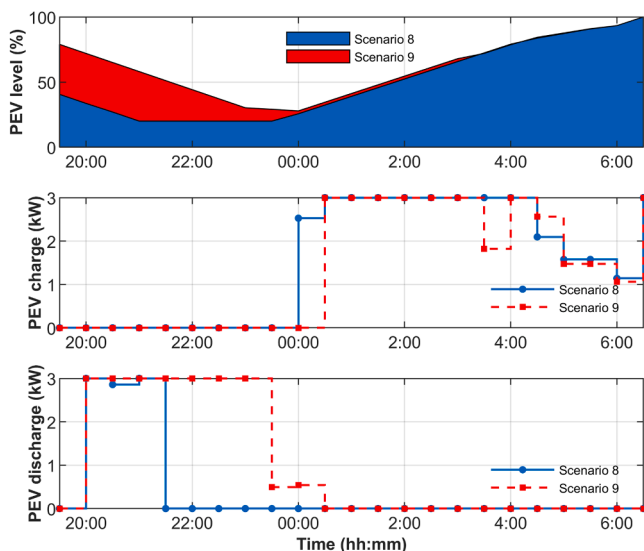 100
50
0
PEV level (%)
Scenario 8
Scenario 9
20:00 22:00 00:00 2:00 4:00 6:00
3
2
1
0
PEV charge (kW)
Scenario 8
Scenario 9
20:00 22:00 00:00 2:00 4:00 6:00
3
2
1
0
PEV discharge (kW)
Scenario 8
Scenario 9
20:00 22:00 00:00 2:00 4:00 6:00
Time (hh:mm)